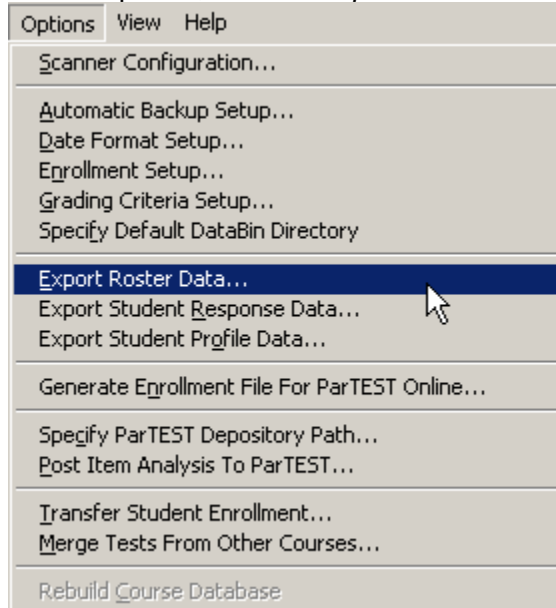 Options View Help
Scanner Configuration...
Automatic Backup Setup...
Date Format Setup...
Enrollment Setup...
Grading Criteria Setup...
Specify Default DataBin Directory
Export Roster Data...
Export Student Response Data...
Export Student Profile Data...
Generate Enrollment File For ParTEST Online...
Specify ParTEST Depository Path...
Post Item Analysis To ParTEST...
Transfer Student Enrollment...
Merge Tests From Other Courses...
Rebuild Course Database